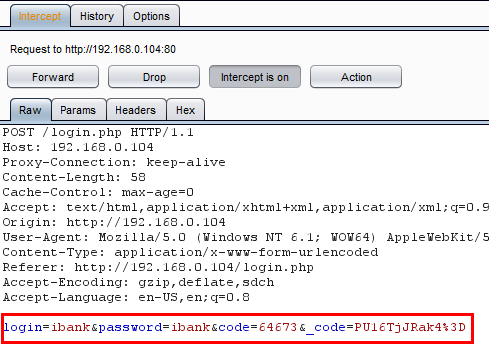 Intercept History Options
Request to http://192.168.0.104:80
Forward Drop Intercept is on Action
Raw Params Headers Hex
POST /login.php HTTP/1.1
Host: 192.168.0.104
Proxy-Connection: keep-alive
Content-Length: 58
Cache-Control: max-age=0
Accept: text/html,application/xhtml+xml,application/xml;q=0.9
Origin: http://192.168.0.104
User-Agent: Mozilla/5.0 (Windows NT 6.1; WOW64) AppleWebKit/5
Content-Type: application/x-www-form-urlencoded
Referer: http://192.168.0.104/login.php
Accept-Encoding: gzip,deflate,sdch
Accept-Language: en-US,en;q=0.8
login=ibank&password=ibank&code=64673&_code=PU16TjJRak4%3D